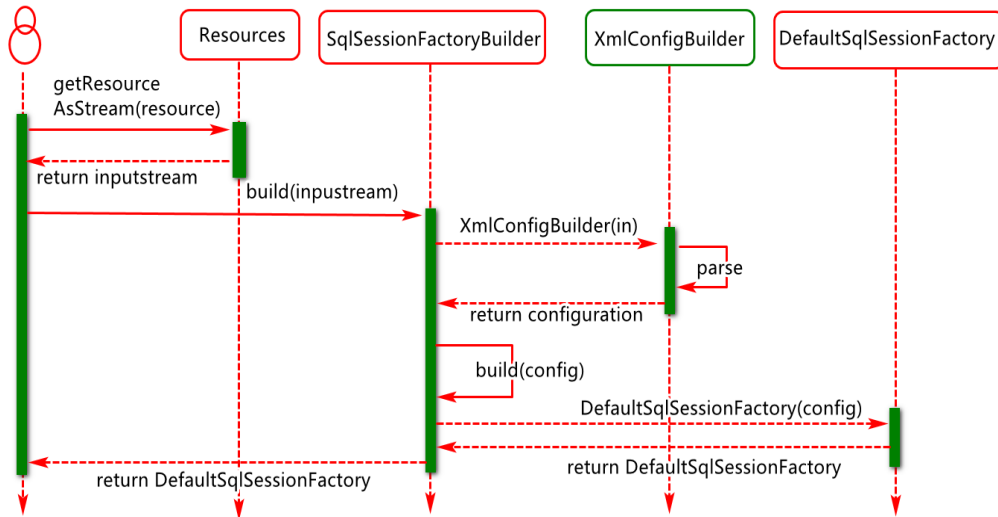 Resources
SqlSessionFactoryBuilder
XmlConfigBuilder
DefaultSqlSessionFactory
getResource
AsStream(resource)
return inputstream
build(inpustream)
XmlConfigBuilder(in)
parse
return configuration
build(config)
DefaultSqlSessionFactory(config)
return DefaultSqlSessionFactory
return DefaultSqlSessionFactory